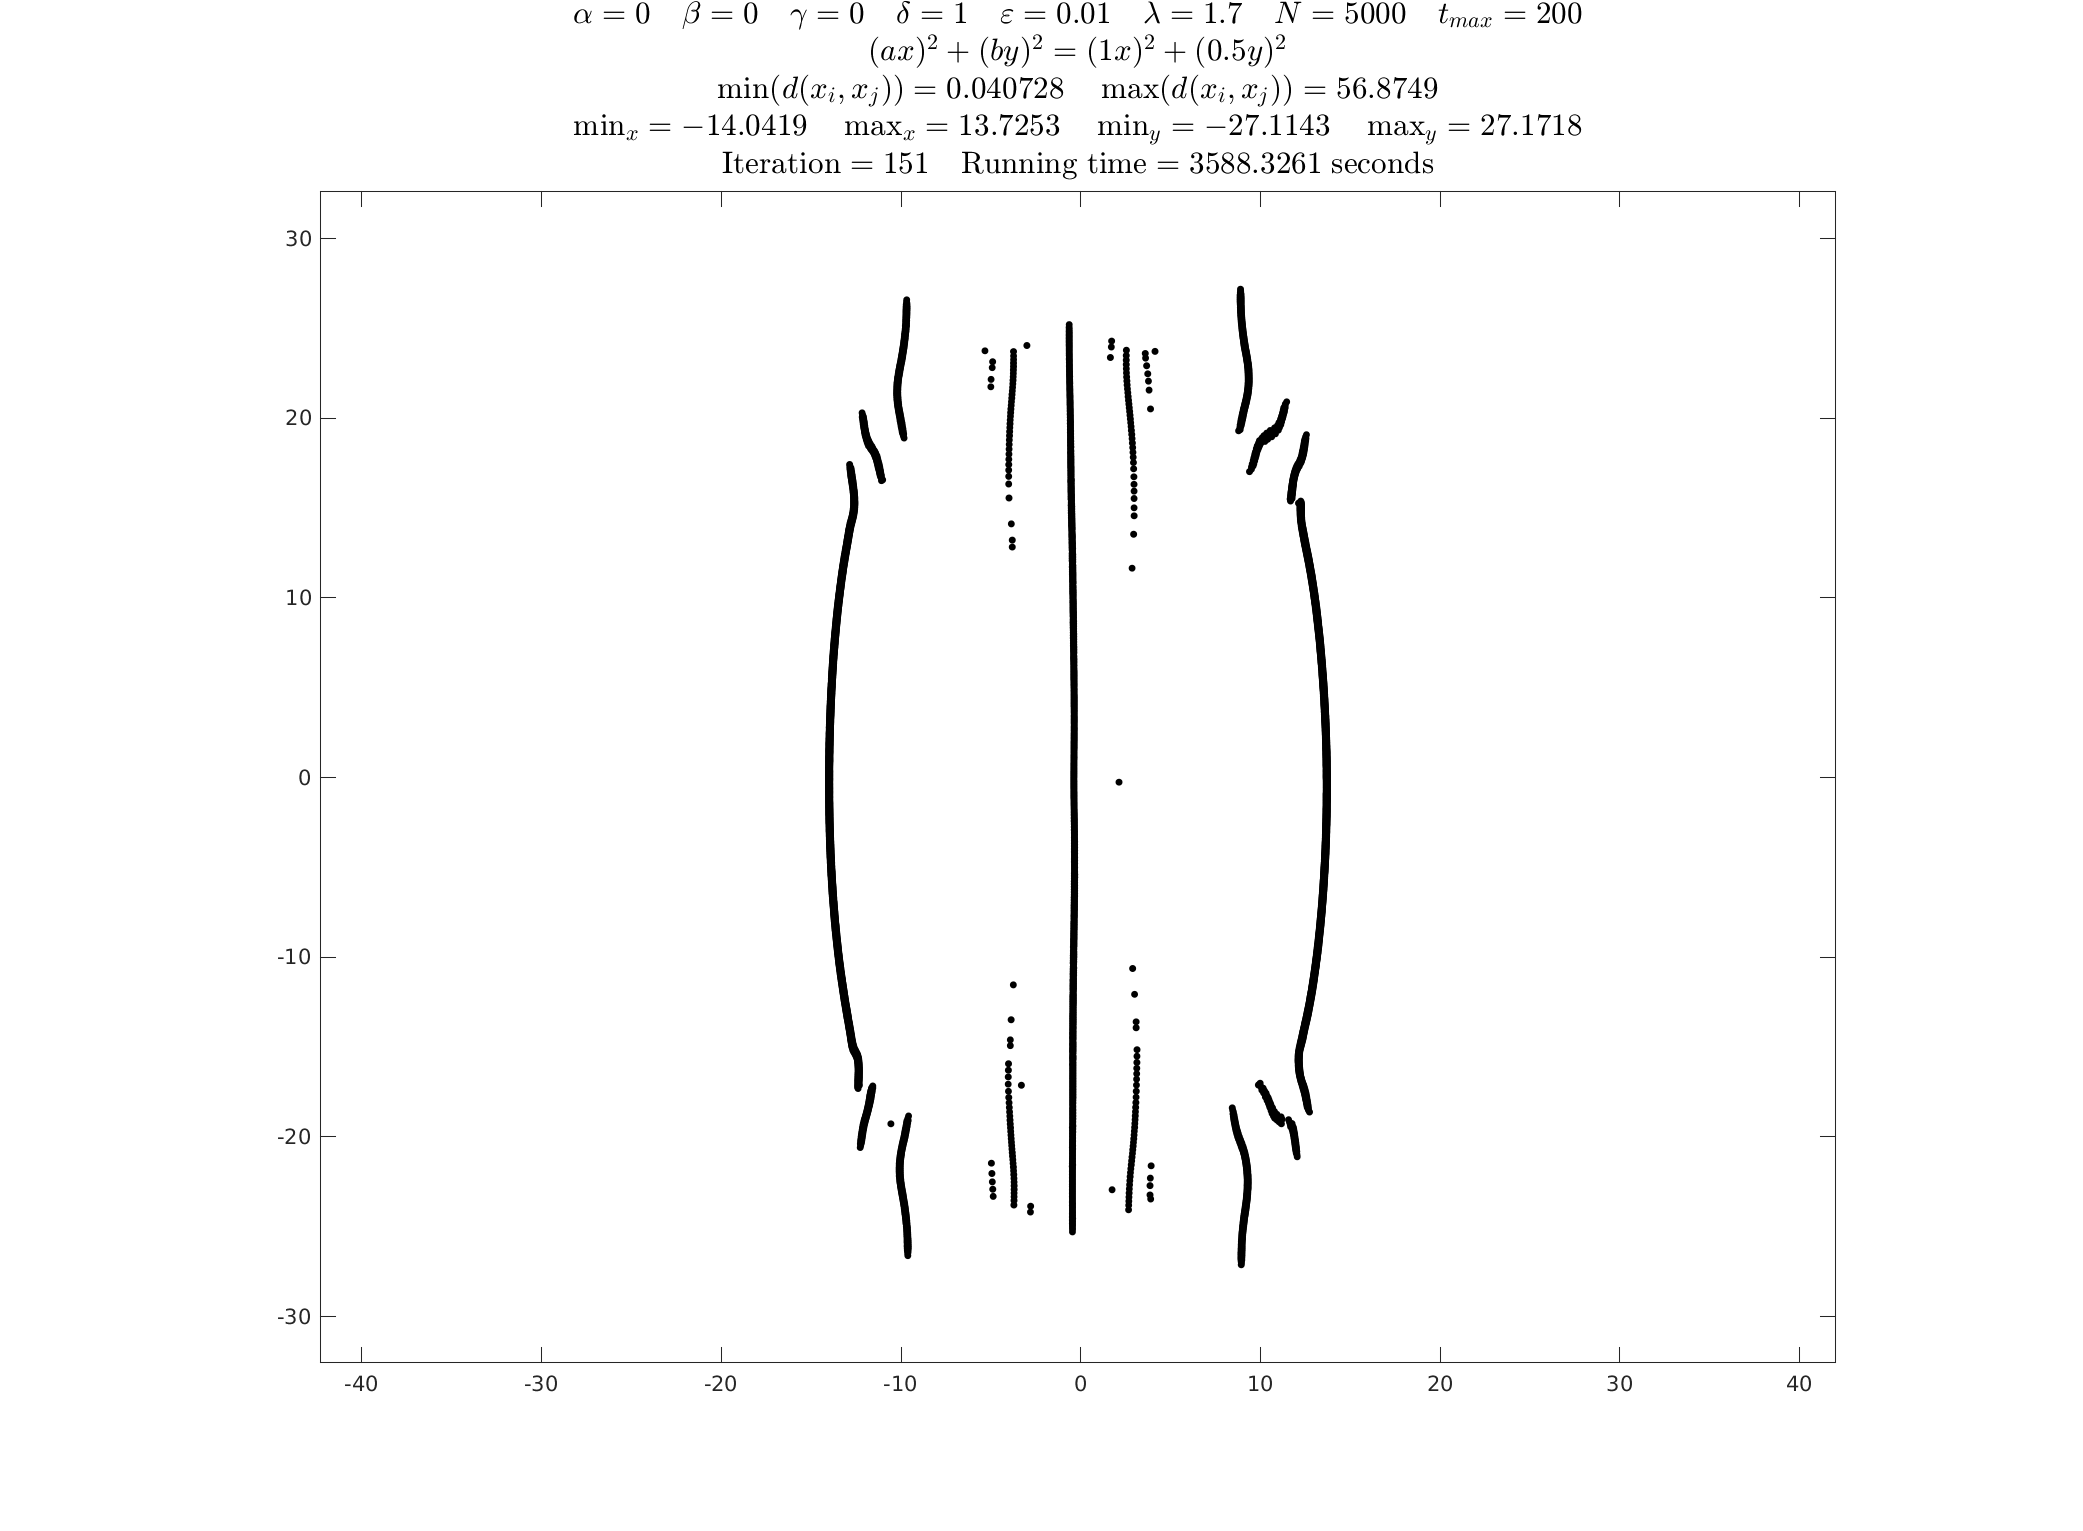 α = 0 β = 0 γ = 0 δ = 1 ε = 0.01 λ = 1.7 N = 5000 t_{max} = 200
(ax)² + (by)² = (1x)² + (0.5y)²
min(d(x_i, x_j)) = 0.040728 max(d(x_i, x_j)) = 56.8749
min_x = −14.0419 max_x = 13.7253 min_y = −27.1143 max_y = 27.1718
Iteration = 151 Running time = 3588.3261 seconds
30
20
10
0
-10
-20
-30
-40 -30 -20 -10 0 10 20 30 40